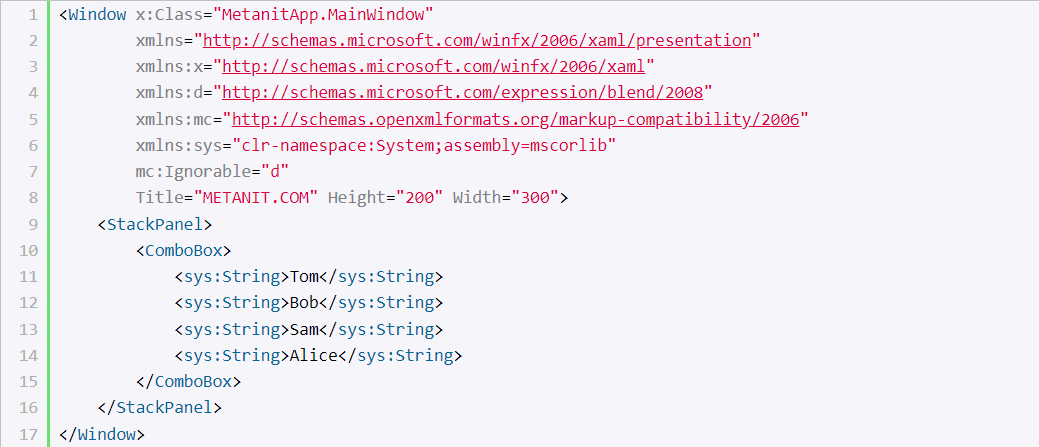 1 <Window x:Class="MetanitApp.MainWindow"
2         xmlns="http://schemas.microsoft.com/winfx/2006/xaml/presentation"
3         xmlns:x="http://schemas.microsoft.com/winfx/2006/xaml"
4         xmlns:d="http://schemas.microsoft.com/expression/blend/2008"
5         xmlns:mc="http://schemas.openxmlformats.org/markup-compatibility/2006"
6         xmlns:sys="clr-namespace:System;assembly=mscorlib"
7         mc:Ignorable="d"
8         Title="METANIT.COM" Height="200" Width="300">
9     <StackPanel>
10         <ComboBox>
11             <sys:String>Tom</sys:String>
12             <sys:String>Bob</sys:String>
13             <sys:String>Sam</sys:String>
14             <sys:String>Alice</sys:String>
15         </ComboBox>
16     </StackPanel>
17 </Window>